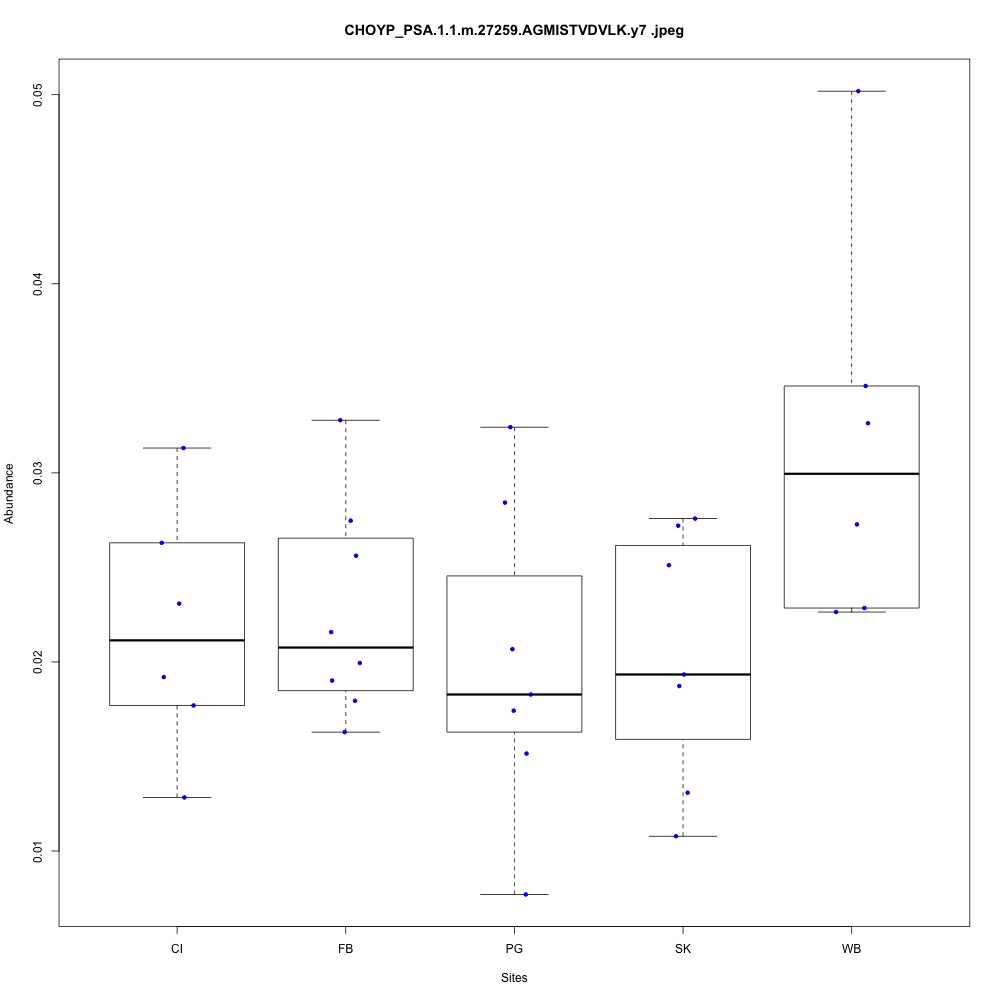 CHOYP_PSA.1.1.m.27259.AGMISTVDVLK.y7 .jpeg
0.05
0.04
0.03
0.02
0.01
Abundance
CI FB PG SK WB
Sites